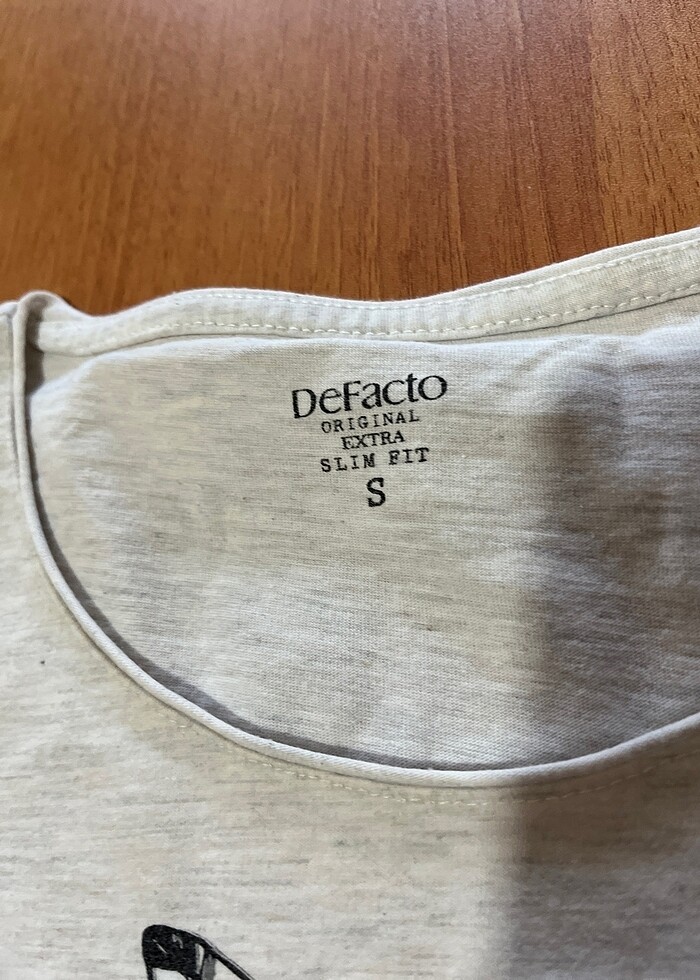 DeFacto
ORIGINAL
EXTRA
SLIM FIT
S